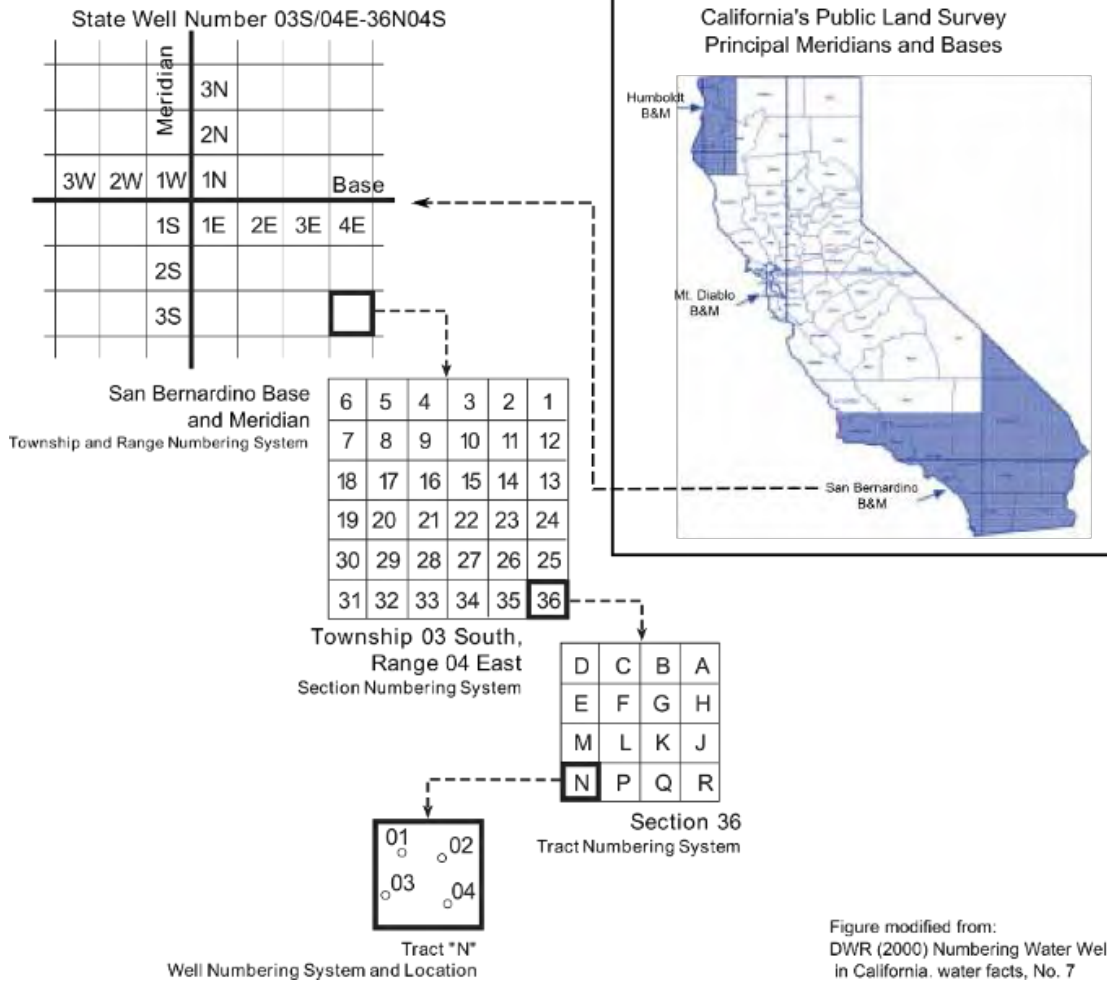 State Well Number 03S/04E-36N04S
Meridian
3N
2N
3W 2W 1W 1N Base
1S 1E 2E 3E 4E
2S
3S
San Bernardino Base
and Meridian
Township and Range Numbering System
6 5 4 3 2 1
7 8 9 10 11 12
18 17 16 15 14 13
19 20 21 22 23 24
30 29 28 27 26 25
31 32 33 34 35 36
Township 03 South,
Range 04 East
Section Numbering System
D C B A
E F G H
M L K J
N P Q R
Section 36
Tract Numbering System
01 02
03 04
Tract "N"
Well Numbering System and Location
California's Public Land Survey
Principal Meridians and Bases
Humboldt
B&M
Mt. Diablo
B&M
San Bernardino
B&M
Figure modified from:
DWR (2000) Numbering Water Wel
in California. water facts, No. 7